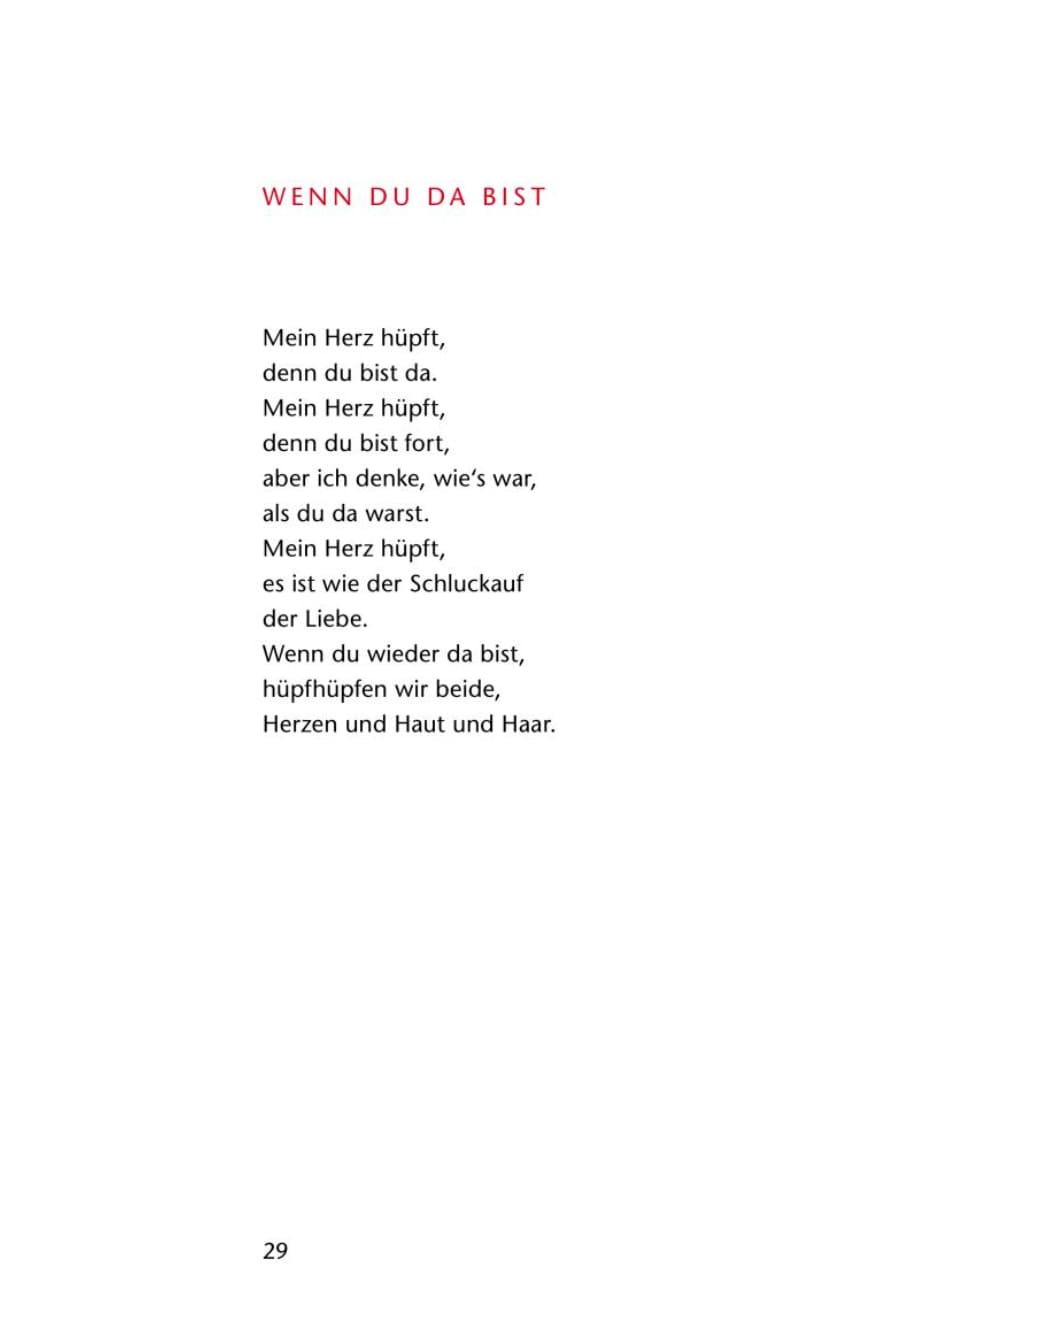 WENN DU DA BIST
Mein Herz hüpft,
denn du bist da.
Mein Herz hüpft,
denn du bist fort,
aber ich denke, wie‘s war,
als du da warst.
Mein Herz hüpft,
es ist wie der Schluckauf
der Liebe.
Wenn du wieder da bist,
hüpfhüpfen wir beide,
Herzen und Haut und Haar.
29